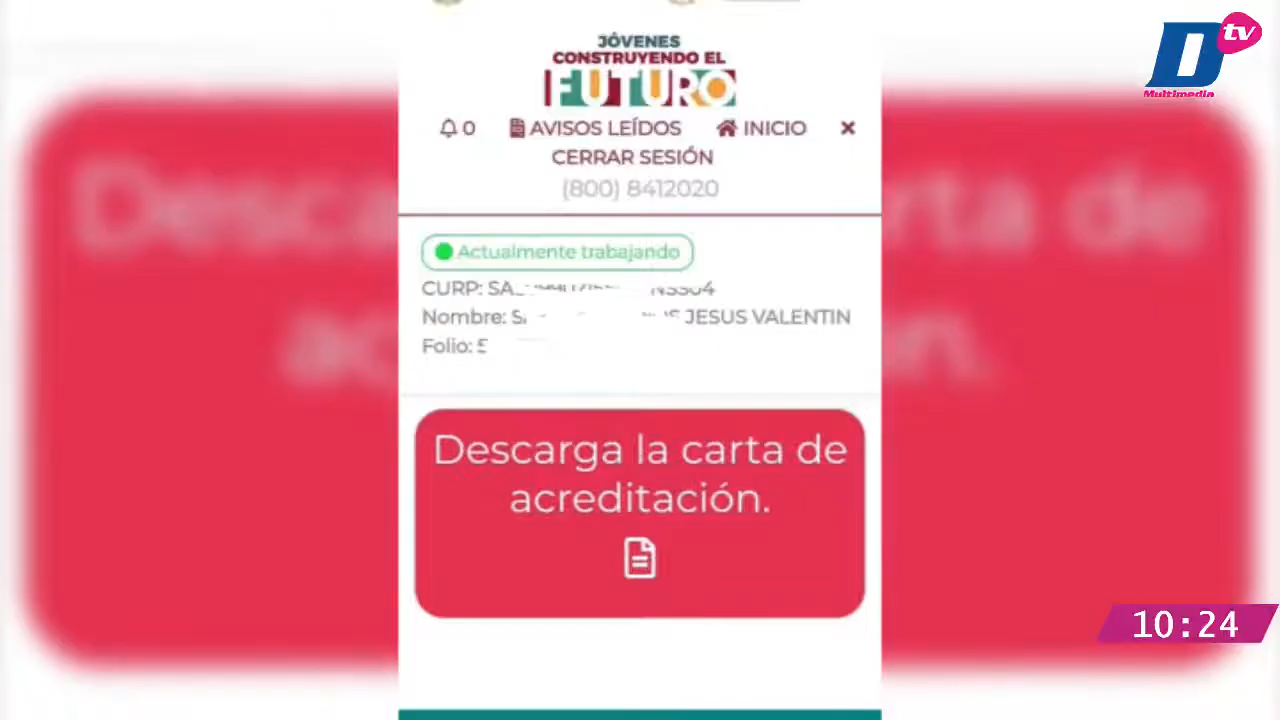 JÓVENES
CONSTRUYENDO EL
FUTURO
0 AVISOS LEÍDOS INICIO
CERRAR SESIÓN
(800) 8412020
Actualmente trabajando
CURP:
Nombre: JESUS VALENTIN
Folio:
Descarga la carta de
acreditación.
D tv
Multimedia
10:24